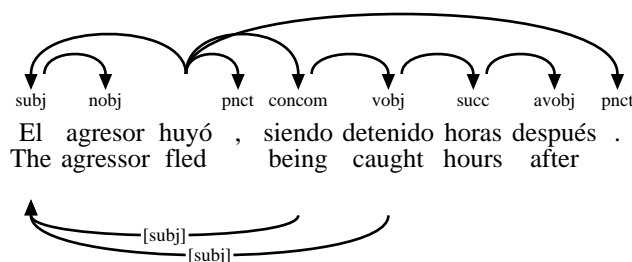 subj nobj pnct concom vobj succ avobj pnct
El agresor huyó , siendo detenido horas después .
The agressor fled being caught hours after
[subj]
[subj]